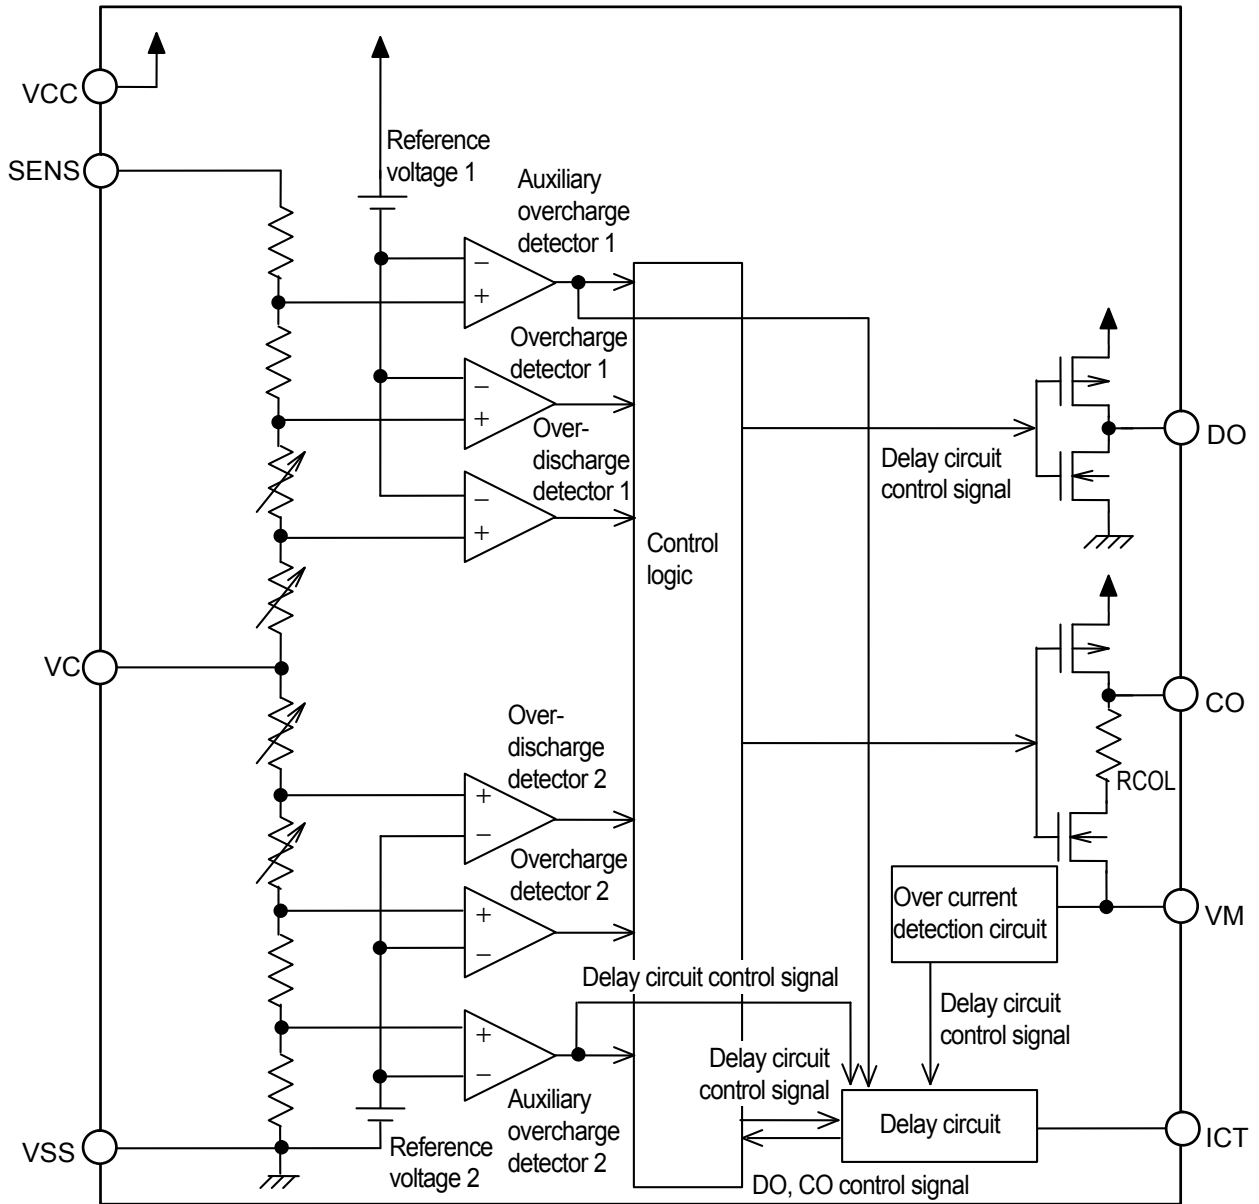 VCC
SENS
Reference
voltage 1
Auxiliary
overcharge
detector 1
−
+
Overcharge
detector 1
−
+
Over-
discharge
detector 1
−
+
Control
logic
Delay circuit
control signal
DO
VC
CO
RCOL
Over-
discharge
detector 2
+
−
Overcharge
detector 2
+
−
Over current
detection circuit
VM
Delay circuit control signal
Delay circuit
control signal
Delay circuit
control signal
+
−
Auxiliary
overcharge
detector 2
Delay circuit
ICT
VSS
Reference
voltage 2
DO, CO control signal